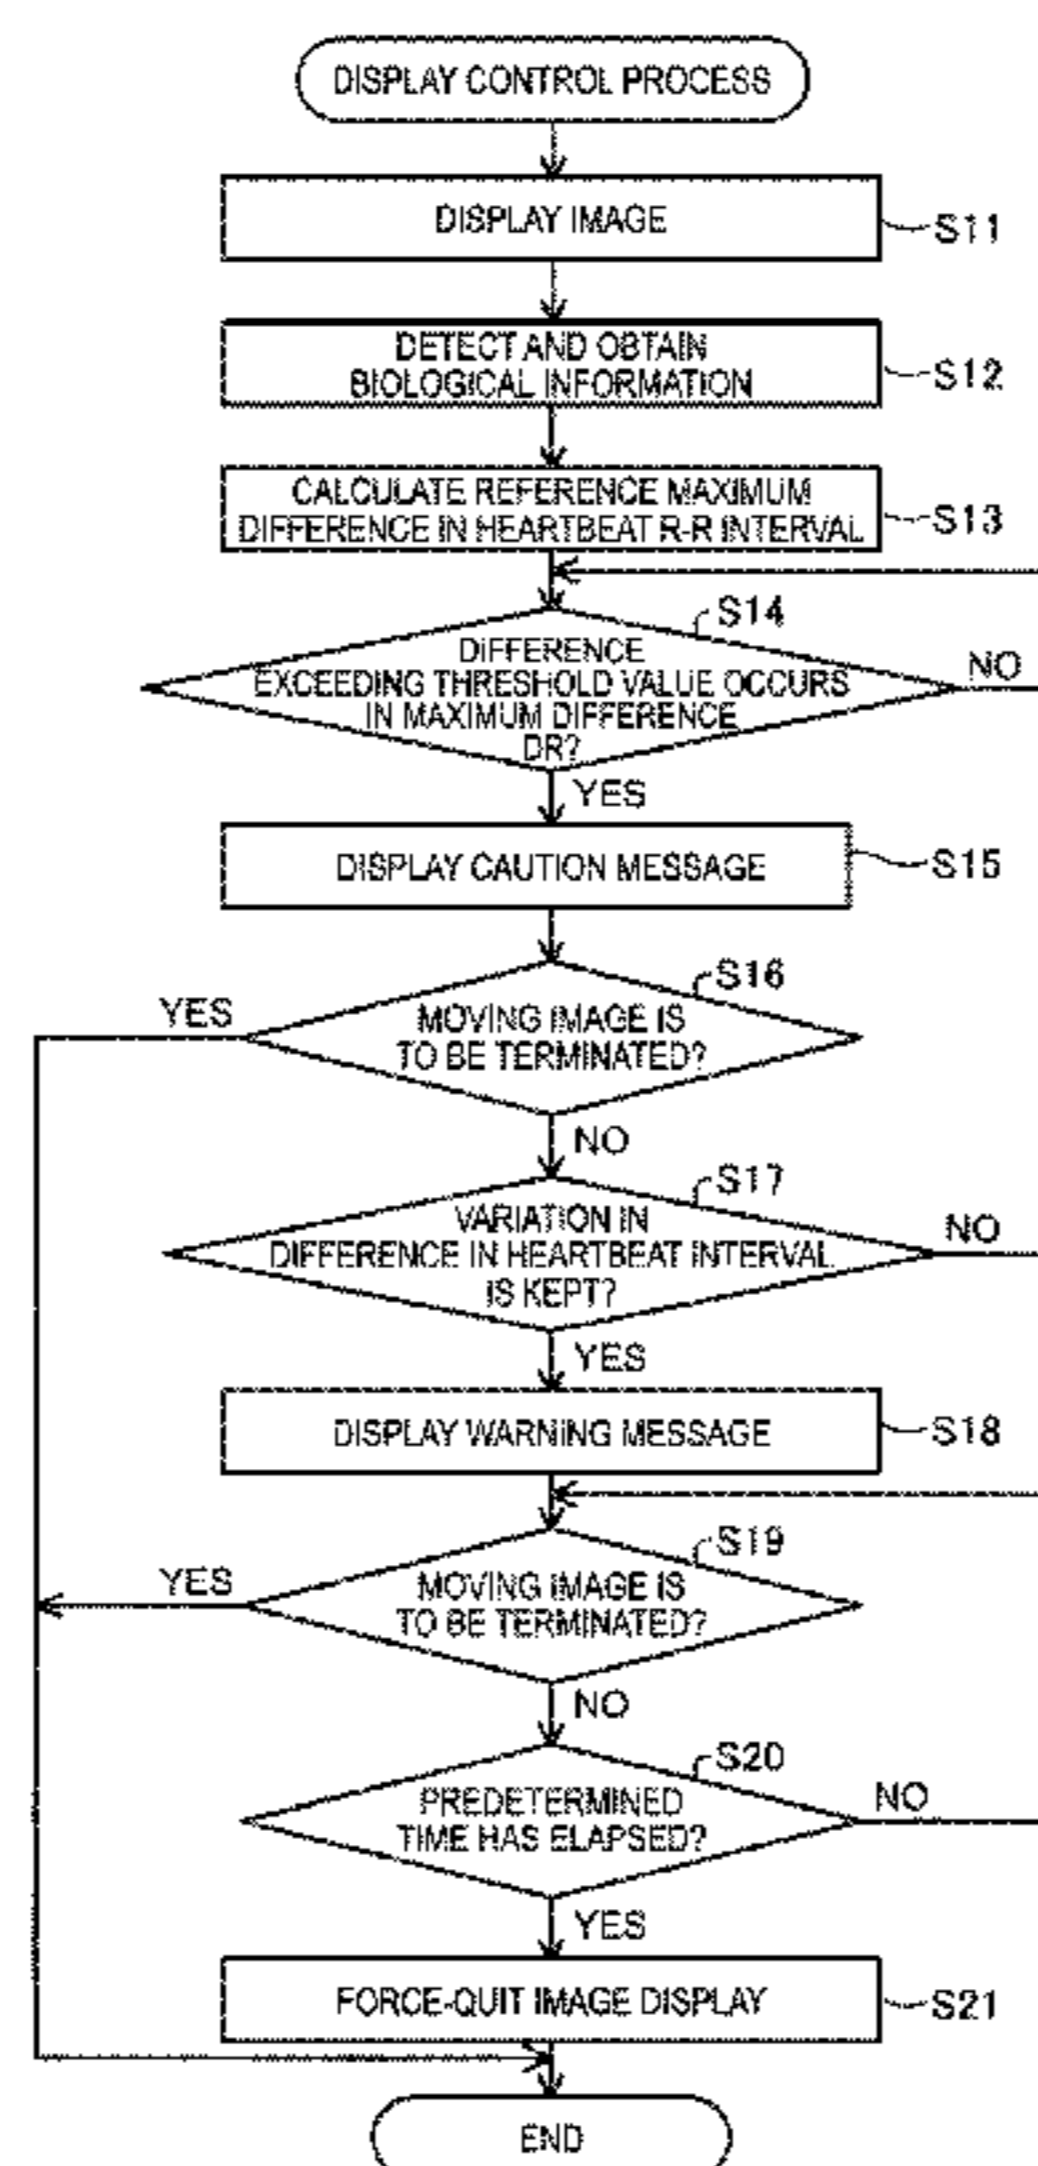 DISPLAY CONTROL PROCESS
DISPLAY IMAGE
S11
DETECT AND OBTAIN
BIOLOGICAL INFORMATION
S12
CALCULATE REFERENCE MAXIMUM
DIFFERENCE IN HEARTBEAT R-R INTERVAL
S13
S14
DIFFERENCE
EXCEEDING THRESHOLD VALUE OCCURS
IN MAXIMUM DIFFERENCE
DR?
NO
YES
DISPLAY CAUTION MESSAGE
S15
S16
YES
MOVING IMAGE IS
TO BE TERMINATED?
NO
S17
VARIATION IN
DIFFERENCE IN HEARTBEAT INTERVAL
IS KEPT?
NO
YES
DISPLAY WARNING MESSAGE
S18
S19
YES
MOVING IMAGE IS
TO BE TERMINATED?
NO
S20
PREDETERMINED
TIME HAS ELAPSED?
NO
YES
FORCE-QUIT IMAGE DISPLAY
S21
END